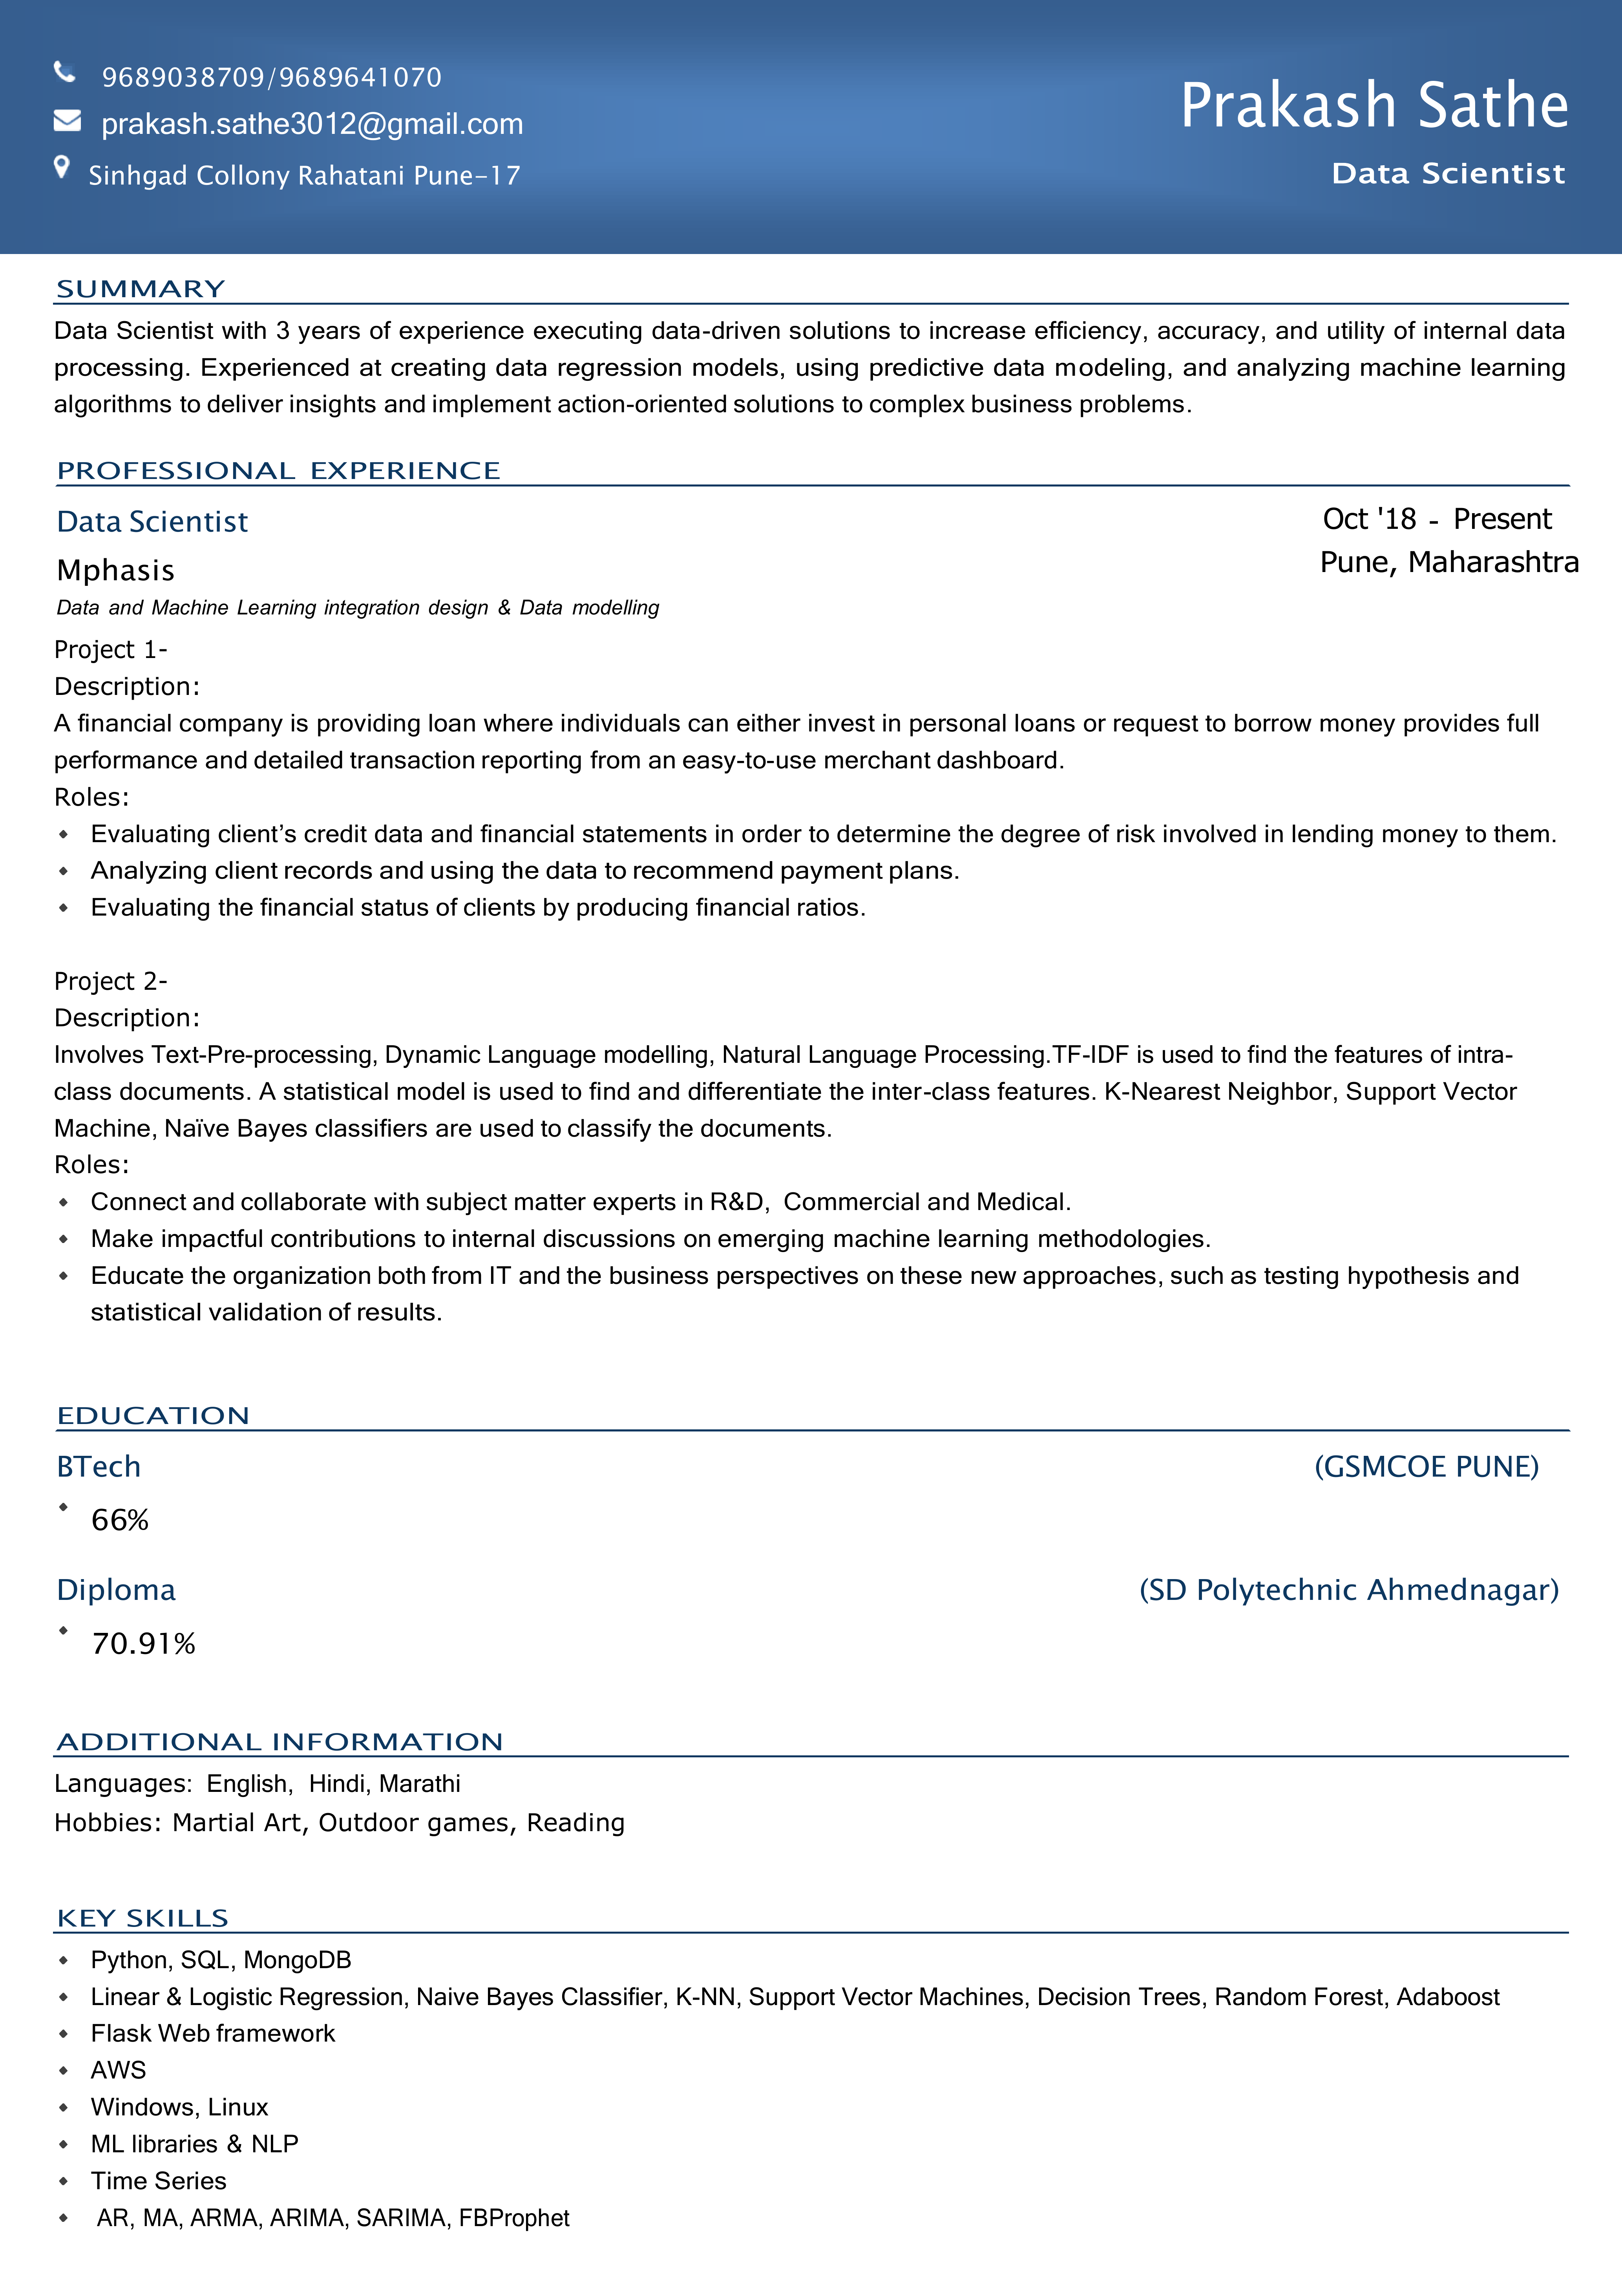 9689038709/9689641070
prakash.sathe3012@gmail.com
Sinhgad Collony Rahatani Pune-17
Prakash Sathe
Data Scientist
SUMMARY
Data Scientist with 3 years of experience executing data-driven solutions to increase efficiency, accuracy, and utility of internal data
processing. Experienced at creating data regression models, using predictive data modeling, and analyzing machine learning
algorithms to deliver insights and implement action-oriented solutions to complex business problems.
PROFESSIONAL EXPERIENCE
Data Scientist
Oct '18 - Present
Mphasis
Pune, Maharashtra
Data and Machine Learning integration design & Data modelling
Project 1-
Description:
A financial company is providing loan where individuals can either invest in personal loans or request to borrow money provides full
performance and detailed transaction reporting from an easy-to-use merchant dashboard.
Roles:
• Evaluating client’s credit data and financial statements in order to determine the degree of risk involved in lending money to them.
• Analyzing client records and using the data to recommend payment plans.
• Evaluating the financial status of clients by producing financial ratios.
Project 2-
Description:
Involves Text-Pre-processing, Dynamic Language modelling, Natural Language Processing.TF-IDF is used to find the features of intra-
class documents. A statistical model is used to find and differentiate the inter-class features. K-Nearest Neighbor, Support Vector
Machine, Naïve Bayes classifiers are used to classify the documents.
Roles:
• Connect and collaborate with subject matter experts in R&D, Commercial and Medical.
• Make impactful contributions to internal discussions on emerging machine learning methodologies.
• Educate the organization both from IT and the business perspectives on these new approaches, such as testing hypothesis and
statistical validation of results.
EDUCATION
BTech (GSMCOE PUNE)
• 66%
Diploma (SD Polytechnic Ahmednagar)
• 70.91%
ADDITIONAL INFORMATION
Languages: English, Hindi, Marathi
Hobbies: Martial Art, Outdoor games, Reading
KEY SKILLS
• Python, SQL, MongoDB
• Linear & Logistic Regression, Naive Bayes Classifier, K-NN, Support Vector Machines, Decision Trees, Random Forest, Adaboost
• Flask Web framework
• AWS
• Windows, Linux
• ML libraries & NLP
• Time Series
• AR, MA, ARMA, ARIMA, SARIMA, FBProphet